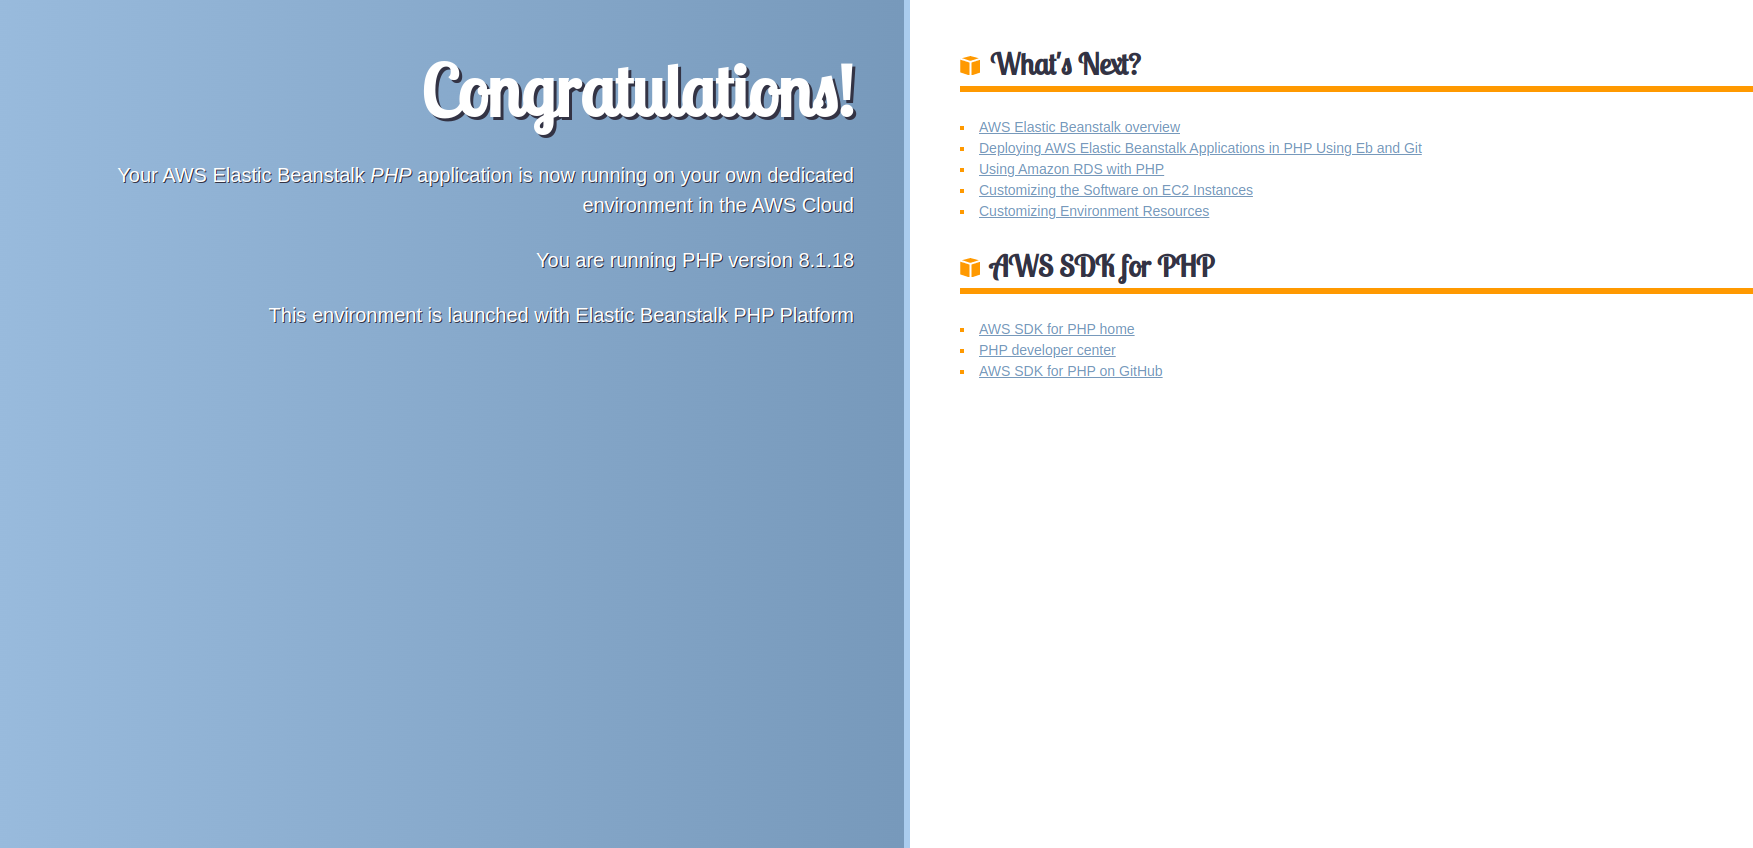 Congratulations!
Your AWS Elastic Beanstalk PHP application is now running on your own dedicated
environment in the AWS Cloud
You are running PHP version 8.1.18
This environment is launched with Elastic Beanstalk PHP Platform
What's Next?
AWS Elastic Beanstalk overview
Deploying AWS Elastic Beanstalk Applications in PHP Using Eb and Git
Using Amazon RDS with PHP
Customizing the Software on EC2 Instances
Customizing Environment Resources
AWS SDK for PHP
AWS SDK for PHP home
PHP developer center
AWS SDK for PHP on GitHub